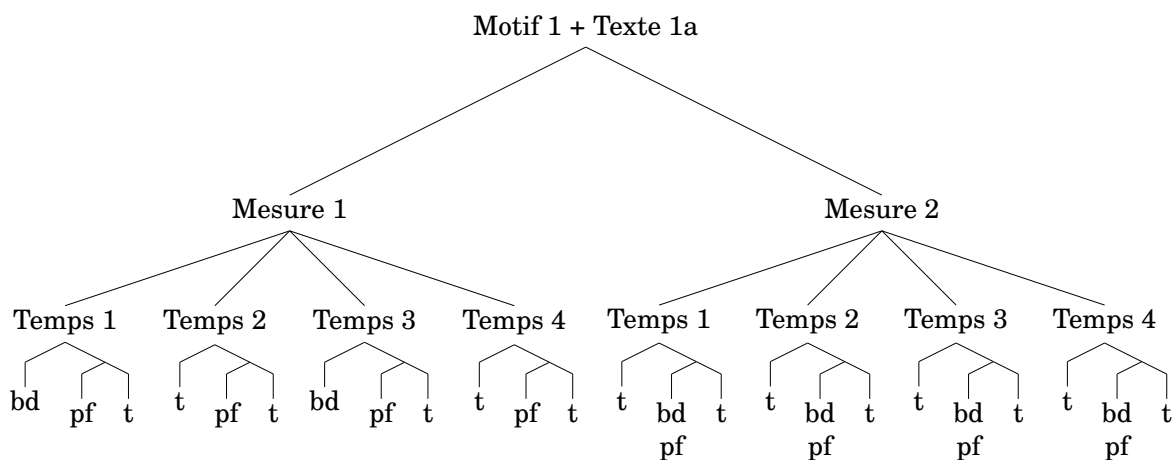 Motif 1 + Texte 1a
Mesure 1 Mesure 2
Temps 1 Temps 2 Temps 3 Temps 4 Temps 1 Temps 2 Temps 3 Temps 4
bd pf t t pf t bd pf t t pf t t bd t t bd t t bd t t bd t
pf pf pf pf